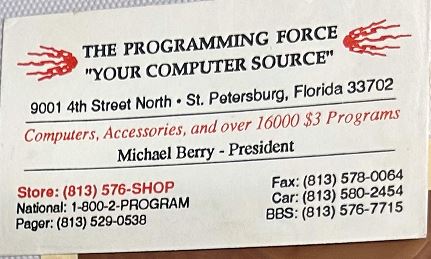 THE PROGRAMMING FORCE
"YOUR COMPUTER SOURCE"
9001 4th Street North • St. Petersburg, Florida 33702
Computers, Accessories, and over 16000 $3 Programs
Michael Berry - President
Store: (813) 576-SHOP
National: 1-800-2-PROGRAM
Pager: (813) 529-0538
Fax: (813) 578-0064
Car: (813) 580-2454
BBS: (813) 576-7715